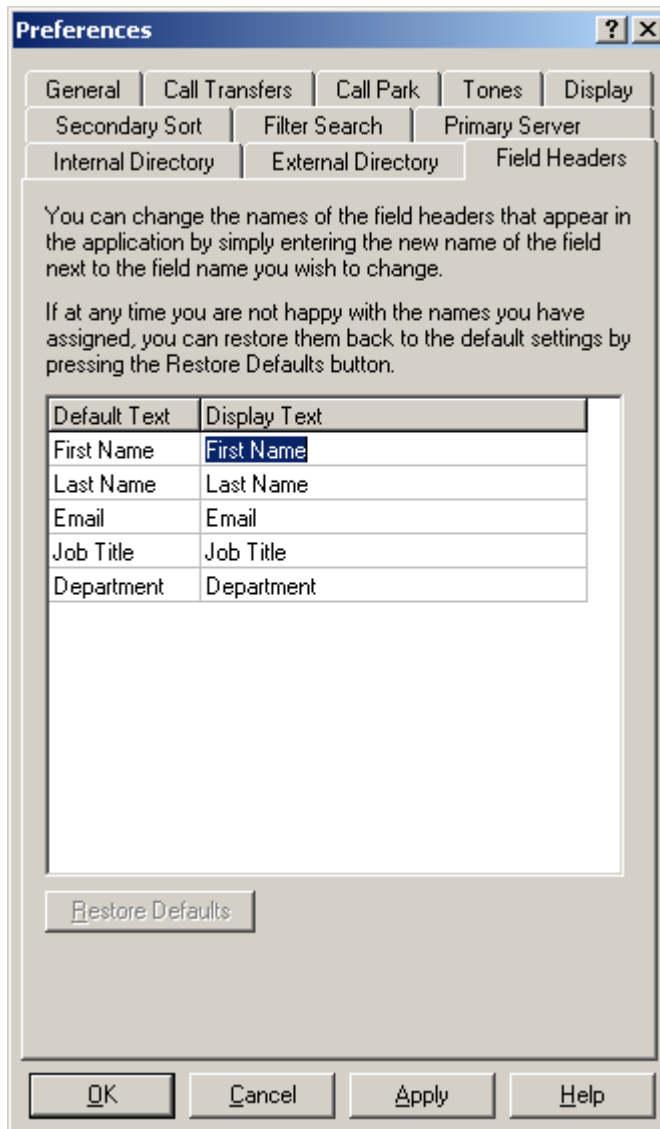 Preferences
General Call Transfers Call Park Tones Display
Secondary Sort Filter Search Primary Server
Internal Directory External Directory Field Headers
You can change the names of the field headers that appear in
the application by simply entering the new name of the field
next to the field name you wish to change.
If at any time you are not happy with the names you have
assigned, you can restore them back to the default settings by
pressing the Restore Defaults button.
Default Text Display Text
First Name First Name
Last Name Last Name
Email Email
Job Title Job Title
Department Department
Restore Defaults
OK Cancel Apply Help